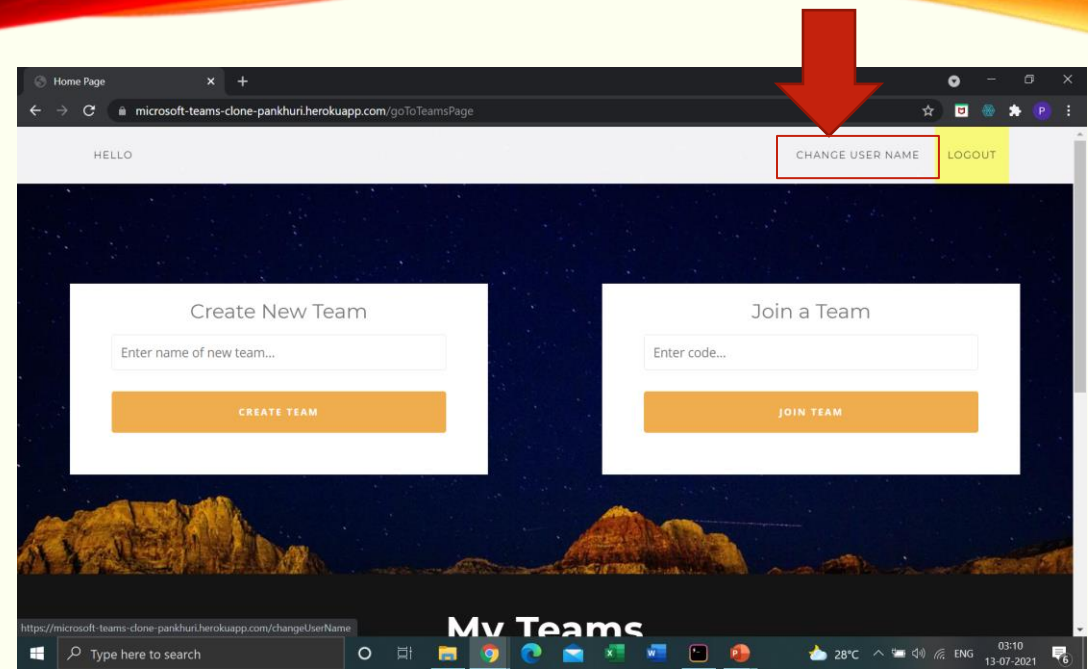 Home Page
microsoft-teams-clone-pankhuri.herokuapp.com/goToTeamsPage
P
HELLO
CHANGE USER NAME
LOGOUT
Create New Team
Join a Team
Enter name of new team...
Enter code...
CREATE TEAM
JOIN TEAM
My Teams
https://microsoft-teams-clone-pankhuri.herokuapp.com/changeUserName
Type here to search
28°C
ENG
03:10
13-07-2021
6